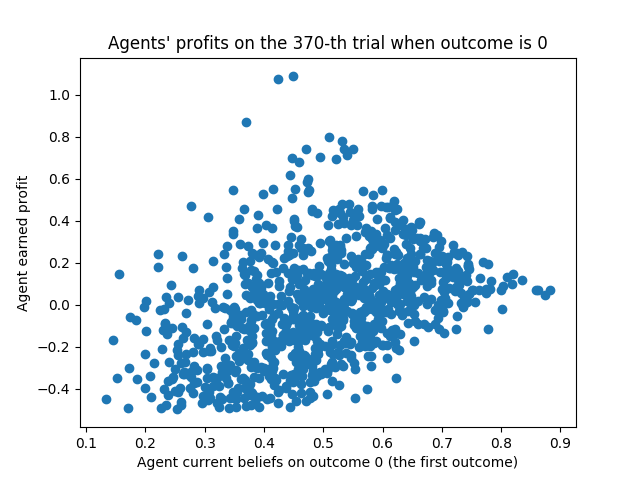 Agents' profits on the 370-th trial when outcome is 0
1.0
0.8
0.6
0.4
0.2
0.0
−0.2
−0.4
Agent earned profit
0.1 0.2 0.3 0.4 0.5 0.6 0.7 0.8 0.9
Agent current beliefs on outcome 0 (the first outcome)